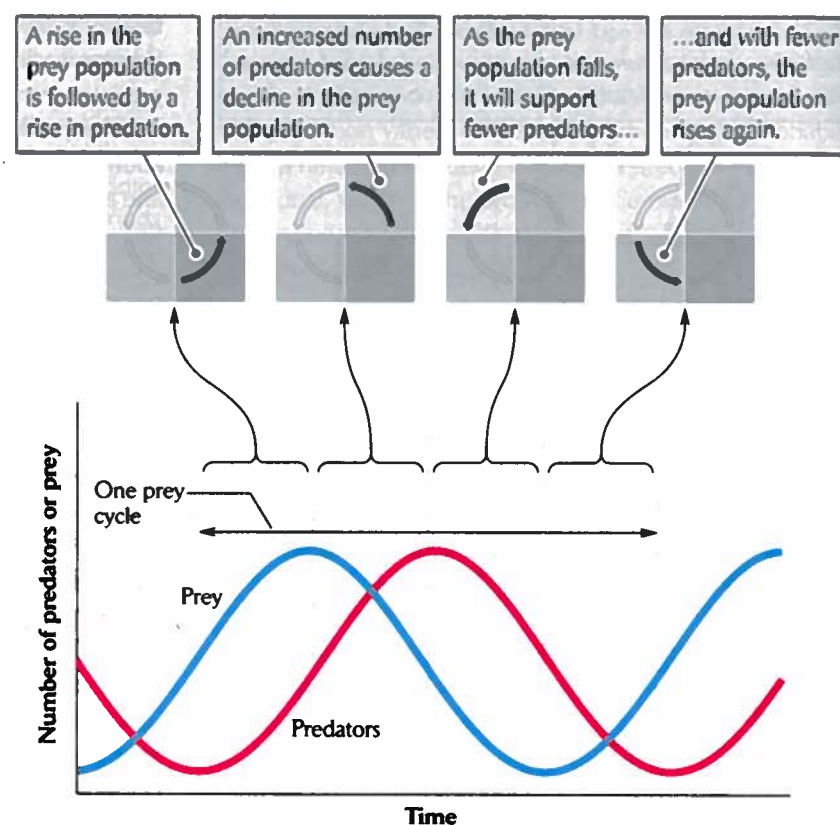 A rise in the
prey population
is followed by a
rise in predation.
An increased number
of predators causes a
decline in the prey
population.
As the prey
population falls,
it will support
fewer predators...
...and with fewer
predators, the
prey population
rises again.
One prey
cycle
Prey
Predators
Number of predators or prey
Time